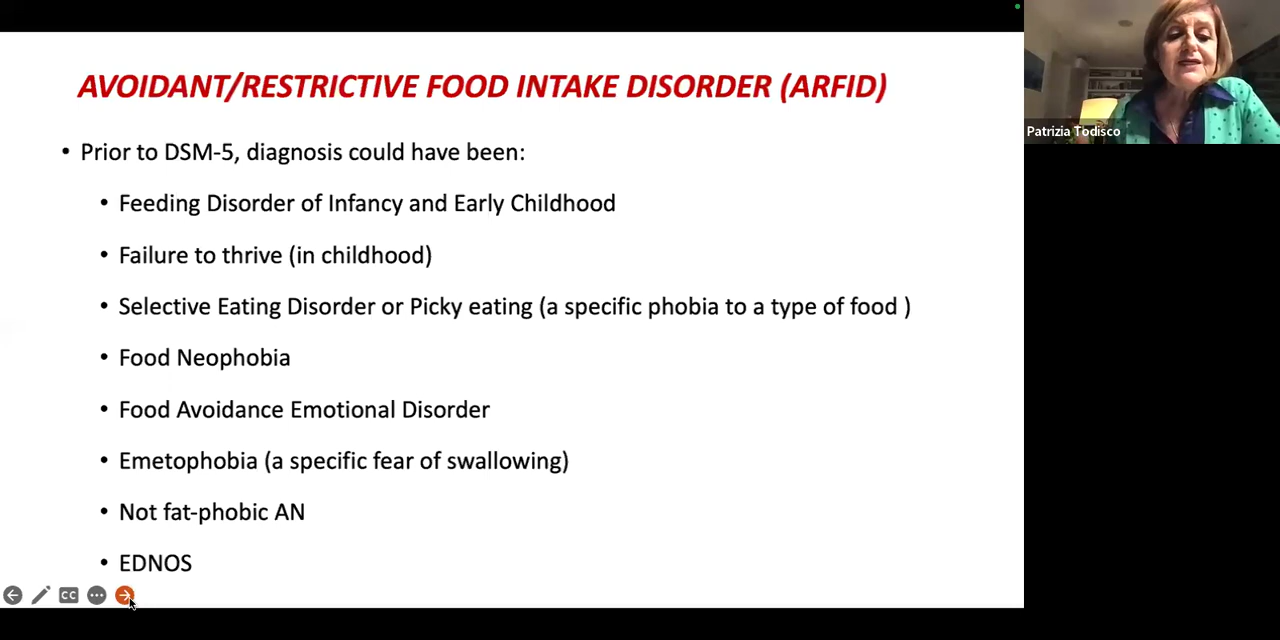 AVOIDANT/RESTRICTIVE FOOD INTAKE DISORDER (ARFID)
• Prior to DSM-5, diagnosis could have been:
• Feeding Disorder of Infancy and Early Childhood
• Failure to thrive (in childhood)
• Selective Eating Disorder or Picky eating (a specific phobia to a type of food )
• Food Neophobia
• Food Avoidance Emotional Disorder
• Emetophobia (a specific fear of swallowing)
• Not fat-phobic AN
• EDNOS
CC
Patrizia Todisco